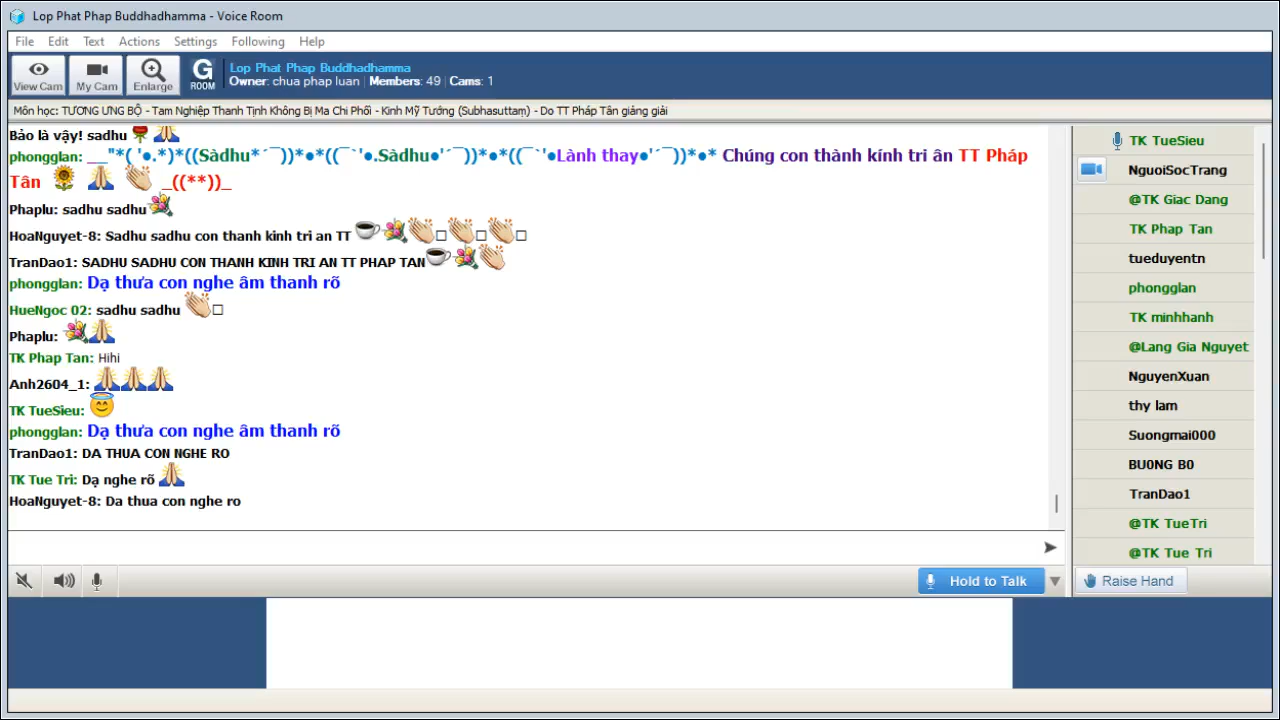 Lop Phat Phap Buddhadhamma - Voice Room
File Edit Text Actions Settings Following Help
View Cam My Cam Enlarge G ROOM
Lop Phat Phap Buddhadhamma
Owner: chua phap luan | Members: 49 | Cams: 1
Môn học: TƯƠNG ƯNG BỘ - Tam Nghiệp Thanh Tịnh Không Bị Ma Chi Phối - Kinh Mỹ Tướng (Subhasuttaṃ) - Do TT Pháp Tân giảng giải
Bảo là vậy! sadhu 🌹 🙏
phongglan: __"*( '●.*)*((Sàdhu*´¯))*●*((¯`'●.Sàdhu●'´¯))*●*((¯`'●Lành thay●'´¯))*●* Chúng con thành kính tri ân TT Pháp
Tân 🌻 🙏 👏 _((**))_
Phaplu: sadhu sadhu💐
HoaNguyet-8: Sadhu sadhu con thanh kinh tri an TT ☕💐👏□👏□👏□
TranDao1: SADHU SADHU CON THANH KINH TRI AN TT PHAP TAN☕💐👏
phongglan: Dạ thưa con nghe âm thanh rõ
HueNgoc 02: sadhu sadhu 👏□
Phaplu: 💐🙏
TK Phap Tan: Hihi
Anh2604_1: 🙏🙏🙏
TK TueSieu: 😇
phongglan: Dạ thưa con nghe âm thanh rõ
TranDao1: DA THUA CON NGHE RO
TK Tue Tri: Dạ nghe rõ 🙏
HoaNguyet-8: Da thua con nghe ro
TK TueSieu
NguoiSocTrang
@TK Giac Dang
TK Phap Tan
tueduyentn
phongglan
TK minhhanh
@Lang Gia Nguyet
NguyenXuan
thy lam
Suongmai000
BU0NG B0
TranDao1
@TK TueTri
@TK Tue Tri
Hold to Talk
Raise Hand